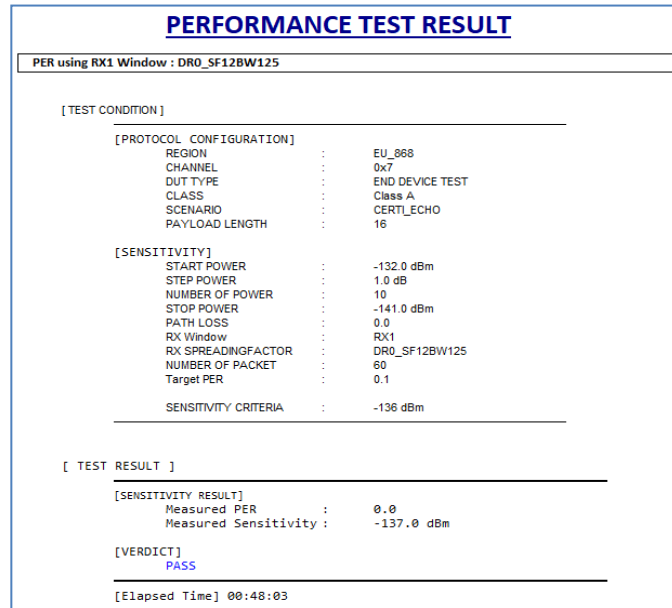 PERFORMANCE TEST RESULT
PER using RX1 Window : DR0_SF12BW125
[TEST CONDITION ]
[PROTOCOL CONFIGURATION]
REGION : EU_868
CHANNEL : 0x7
DUT TYPE : END DEVICE TEST
CLASS : Class A
SCENARIO : CERTI_ECHO
PAYLOAD LENGTH : 16
[SENSITIVITY]
START POWER : -132.0 dBm
STEP POWER : 1.0 dB
NUMBER OF POWER : 10
STOP POWER : -141.0 dBm
PATH LOSS : 0.0
RX Window : RX1
RX SPREADINGFACTOR : DR0_SF12BW125
NUMBER OF PACKET : 60
Target PER : 0.1
SENSITIVITY CRITERIA : -136 dBm
[ TEST RESULT ]
[SENSITIVITY RESULT]
Measured PER : 0.0
Measured Sensitivity : -137.0 dBm
[VERDICT]
PASS
[Elapsed Time] 00:48:03